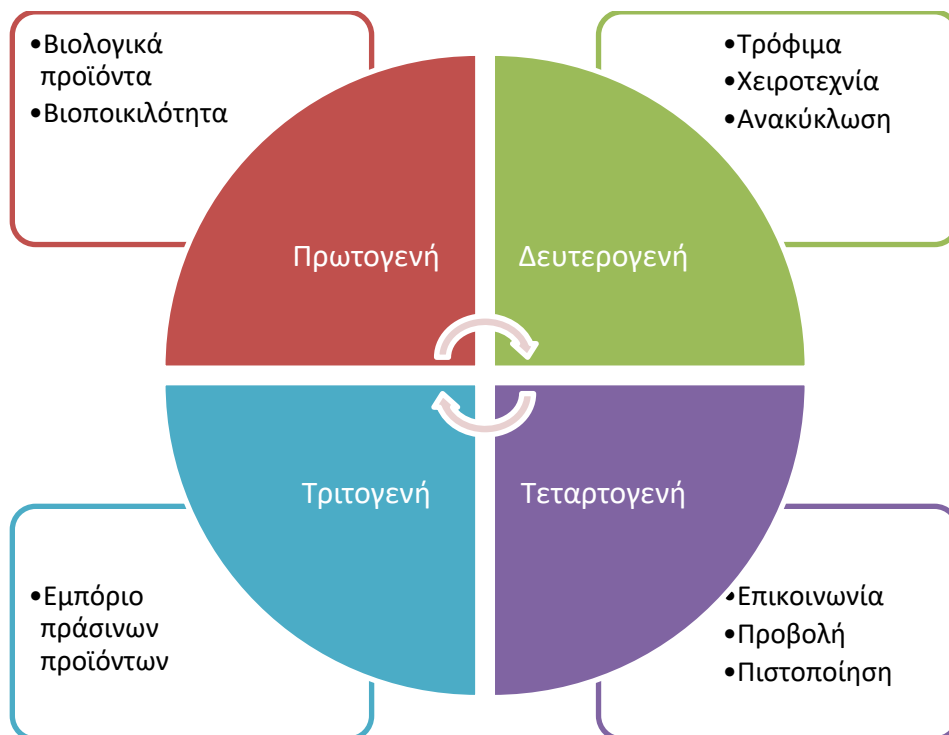 •Βιολογικά
προϊόντα
•Βιοποικιλότητα
•Τρόφιμα
•Χειροτεχνία
•Ανακύκλωση
Πρωτογενή
Δευτερογενή
Τριτογενή
Τεταρτογενή
•Εμπόριο
πράσινων
προϊόντων
•Επικοινωνία
•Προβολή
•Πιστοποίηση